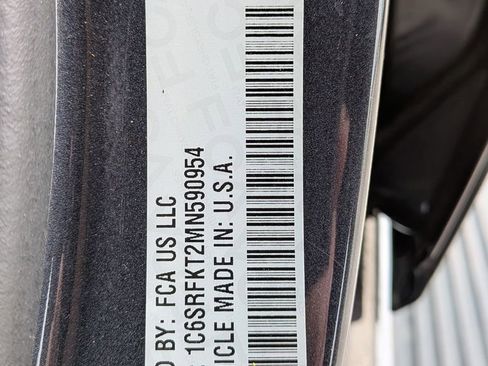 D BY: FCA US LLC
: 1C6SRFKT2MN590954
ICLE MADE IN: U.S.A.